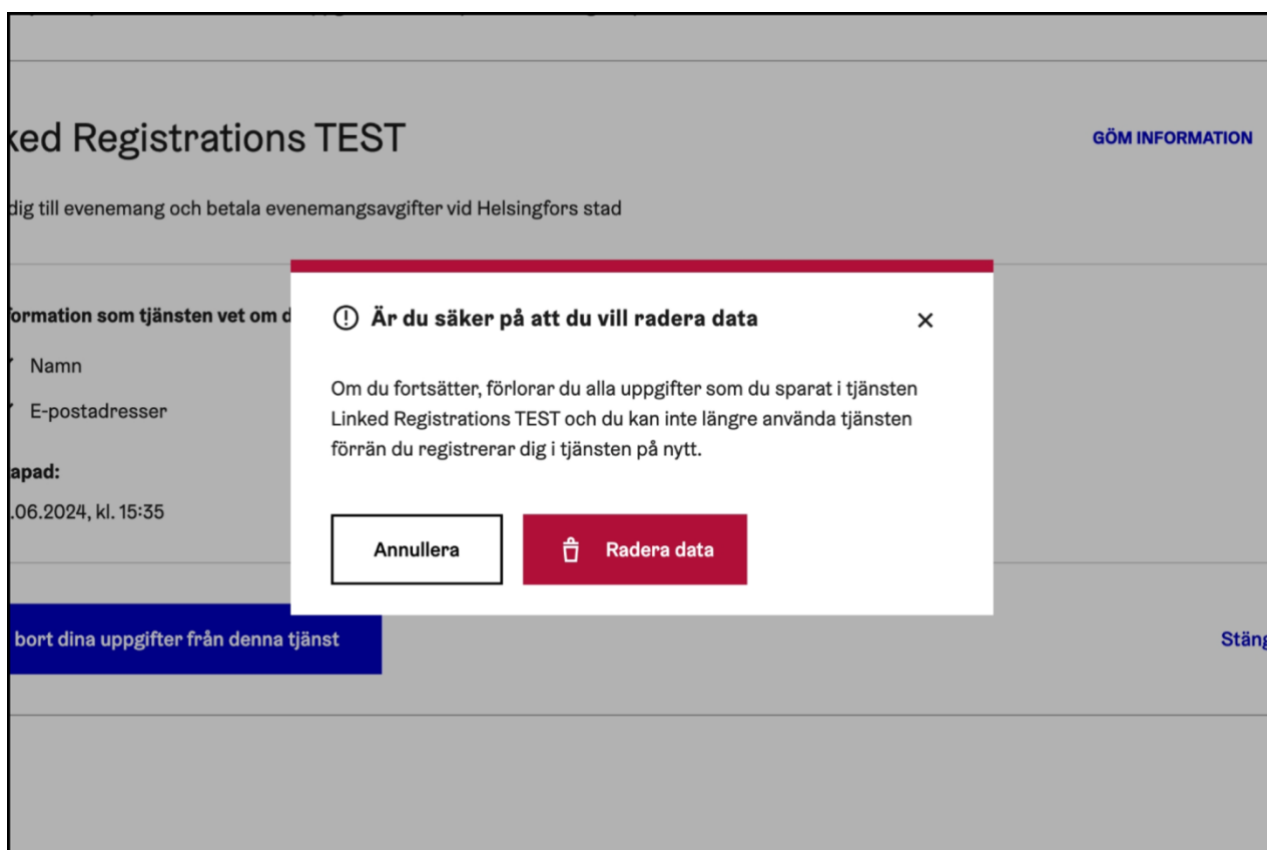 ked Registrations TEST
GÖM INFORMATION
dig till evenemang och betala evenemangsavgifter vid Helsingfors stad
ormation som tjänsten vet om d
Är du säker på att du vill radera data
Namn
Om du fortsätter, förlorar du alla uppgifter som du sparat i tjänsten
E-postadresser
Linked Registrations TEST och du kan inte längre använda tjänsten
förrän du registrerar dig i tjänsten på nytt.
apad:
.06.2024, kl. 15:35
Annullera
Radera data
bort dina uppgifter från denna tjänst
Stäng